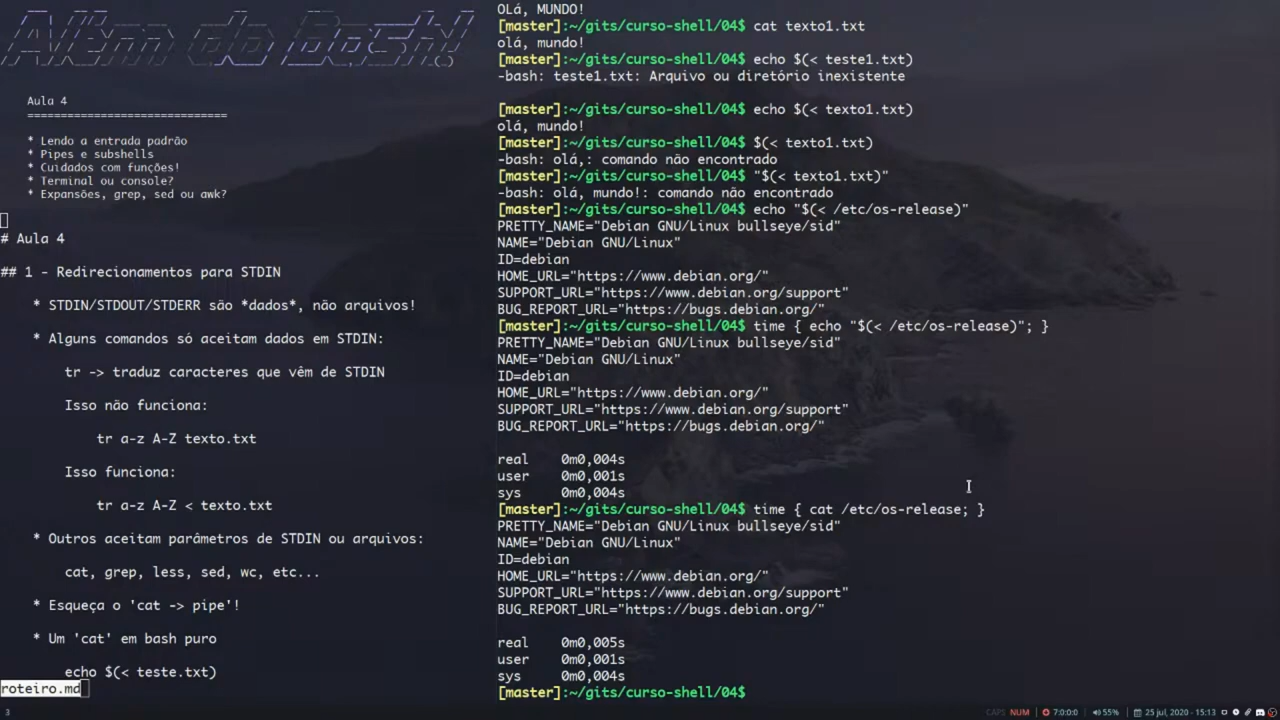 Além do Bash!
Aula 4
==============================
* Lendo a entrada padrão
* Pipes e subshells
* Cuidados com funções!
* Terminal ou console?
* Expansões, grep, sed ou awk?
# Aula 4
## 1 - Redirecionamentos para STDIN
* STDIN/STDOUT/STDERR são *dados*, não arquivos!
* Alguns comandos só aceitam dados em STDIN:
tr -> traduz caracteres que vêm de STDIN
Isso não funciona:
tr a-z A-Z texto.txt
Isso funciona:
tr a-z A-Z < texto.txt
* Outros aceitam parâmetros de STDIN ou arquivos:
cat, grep, less, sed, wc, etc...
* Esqueça o 'cat -> pipe'!
* Um 'cat' em bash puro
echo $(< teste.txt)
roteiro.md
OLá, MUNDO!
[master]:~/gits/curso-shell/04$ cat texto1.txt
olá, mundo!
[master]:~/gits/curso-shell/04$ echo $(< teste1.txt)
-bash: teste1.txt: Arquivo ou diretório inexistente
[master]:~/gits/curso-shell/04$ echo $(< texto1.txt)
olá, mundo!
[master]:~/gits/curso-shell/04$ $(< texto1.txt)
-bash: olá,: comando não encontrado
[master]:~/gits/curso-shell/04$ "$(< texto1.txt)"
-bash: olá, mundo!: comando não encontrado
[master]:~/gits/curso-shell/04$ echo "$(< /etc/os-release)"
PRETTY_NAME="Debian GNU/Linux bullseye/sid"
NAME="Debian GNU/Linux"
ID=debian
HOME_URL="https://www.debian.org/"
SUPPORT_URL="https://www.debian.org/support"
BUG_REPORT_URL="https://bugs.debian.org/"
[master]:~/gits/curso-shell/04$ time { echo "$(< /etc/os-release)"; }
PRETTY_NAME="Debian GNU/Linux bullseye/sid"
NAME="Debian GNU/Linux"
ID=debian
HOME_URL="https://www.debian.org/"
SUPPORT_URL="https://www.debian.org/support"
BUG_REPORT_URL="https://bugs.debian.org/"
real 0m0,004s
user 0m0,001s
sys 0m0,004s
[master]:~/gits/curso-shell/04$ time { cat /etc/os-release; }
PRETTY_NAME="Debian GNU/Linux bullseye/sid"
NAME="Debian GNU/Linux"
ID=debian
HOME_URL="https://www.debian.org/"
SUPPORT_URL="https://www.debian.org/support"
BUG_REPORT_URL="https://bugs.debian.org/"
real 0m0,005s
user 0m0,001s
sys 0m0,004s
[master]:~/gits/curso-shell/04$
3 CAPS NUM 7:0:0:0 55% 25 jul, 2020 - 15:13